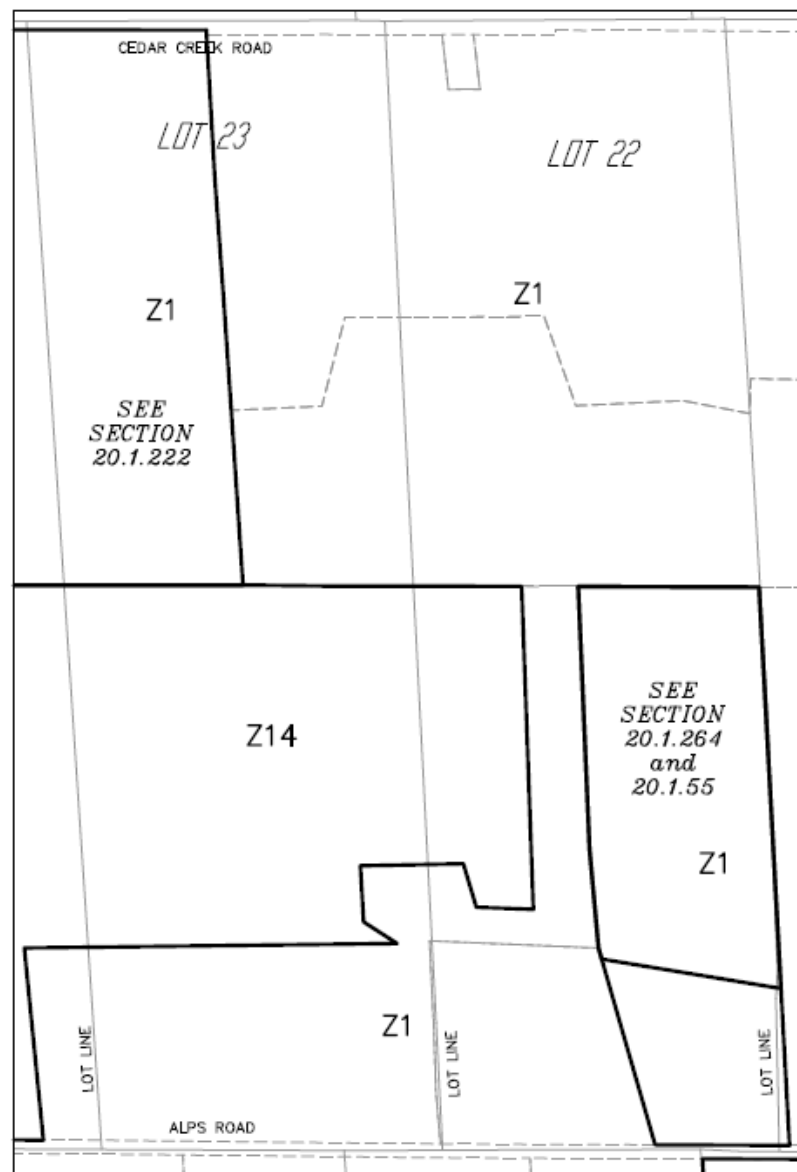 CEDAR CREEK ROAD
LOT 23
LOT 22
Z1
Z1
SEE
SECTION
20.1.222
Z14
SEE
SECTION
20.1.264
and
20.1.55
Z1
Z1
LOT LINE
LOT LINE
LOT LINE
ALPS ROAD